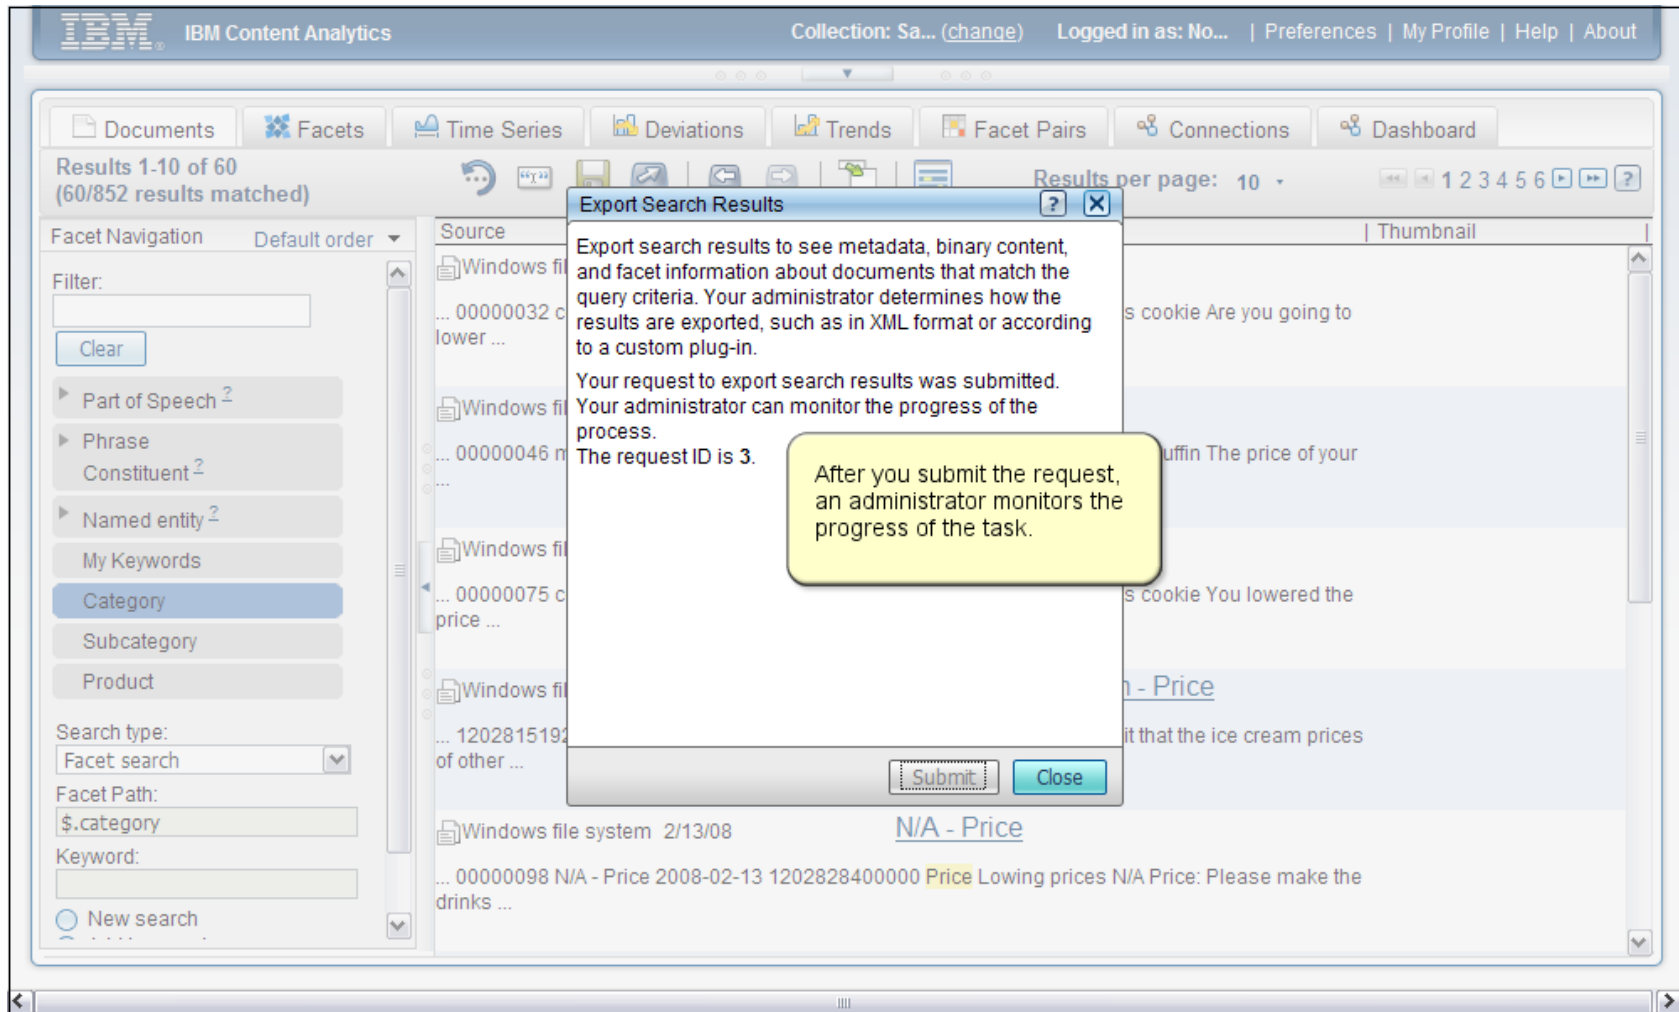 IBM IBM Content Analytics Collection: Sa... (change) Logged in as: No... | Preferences | My Profile | Help | About
Documents Facets Time Series Deviations Trends Facet Pairs Connections Dashboard
Results 1-10 of 60
(60/852 results matched)
Results per page: 10 1 2 3 4 5 6 ?
Facet Navigation Default order
Filter:
Clear
Part of Speech ?
Phrase
Constituent ?
Named entity ?
My Keywords
Category
Subcategory
Product
Search type:
Facet search
Facet Path:
$.category
Keyword:
New search
Source | Thumbnail |
Windows fil
... 00000032 c s cookie Are you going to
lower ...
Windows fil
... 00000046 m uffin The price of your
...
Windows fil
... 00000075 c s cookie You lowered the
price ...
Windows fil - Price
... 120281519 it that the ice cream prices
of other ...
Windows file system 2/13/08 N/A - Price
... 00000098 N/A - Price 2008-02-13 1202828400000 Price Lowing prices N/A Price: Please make the
drinks ...
Export Search Results ? X
Export search results to see metadata, binary content,
and facet information about documents that match the
query criteria. Your administrator determines how the
results are exported, such as in XML format or according
to a custom plug-in.
Your request to export search results was submitted.
Your administrator can monitor the progress of the
process.
The request ID is 3.
After you submit the request,
an administrator monitors the
progress of the task.
Submit Close